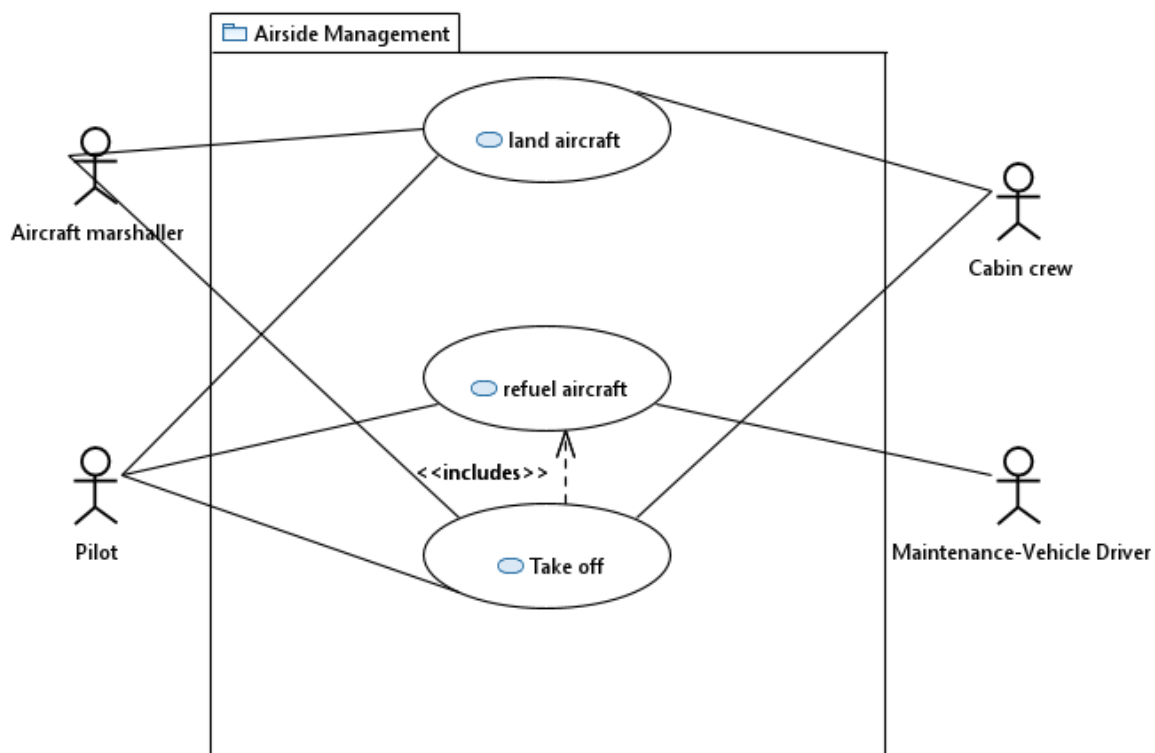 Airside Management
land aircraft
Aircraft marshaller
Cabin crew
refuel aircraft
<<includes>>
Pilot
Take off
Maintenance-Vehicle Driver